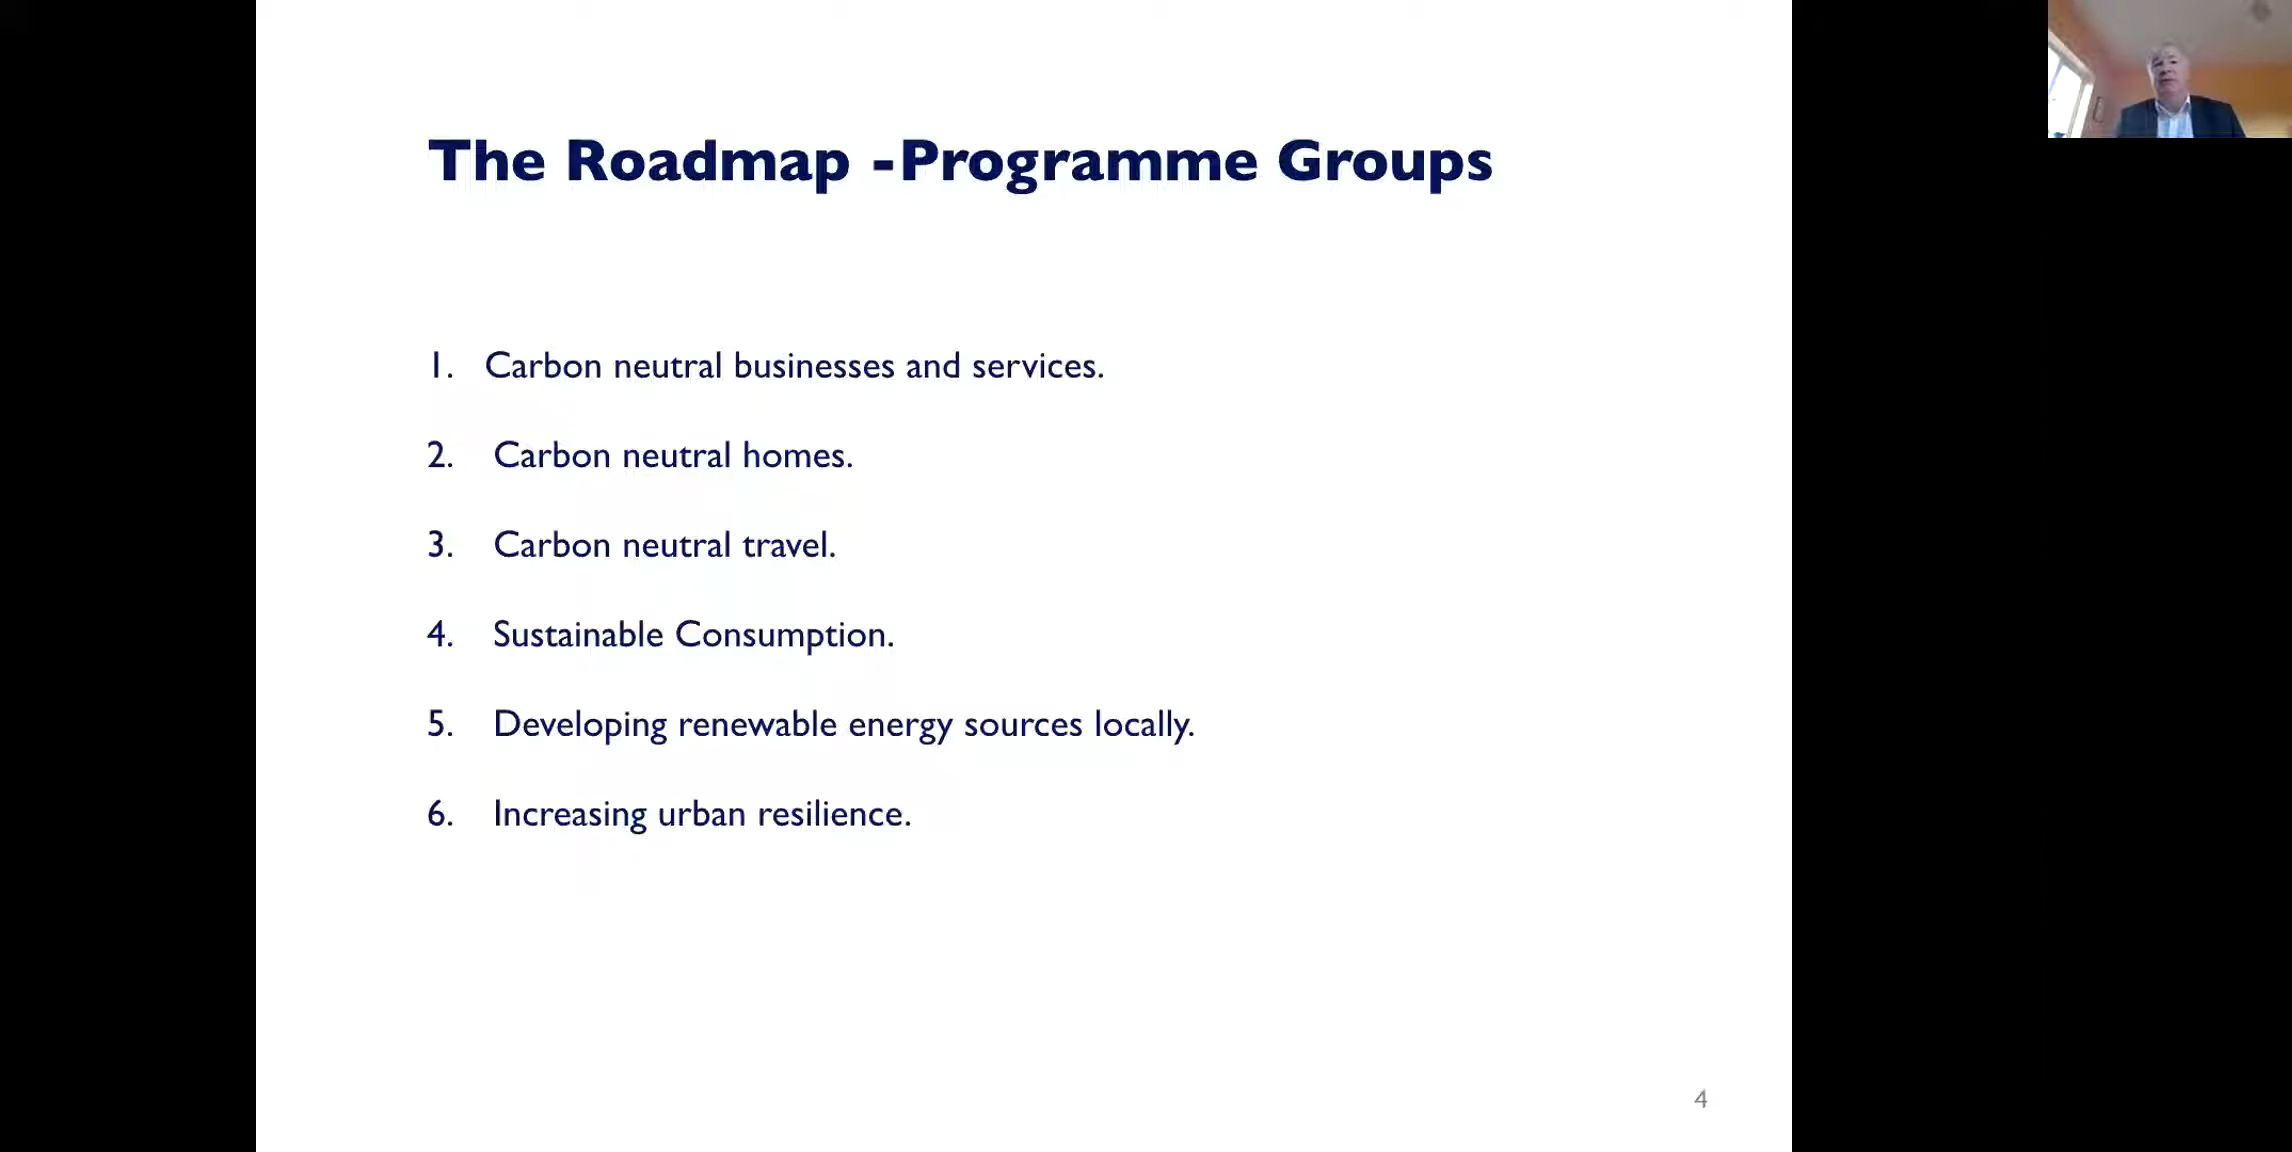 The Roadmap -Programme Groups
1. Carbon neutral businesses and services.
2. Carbon neutral homes.
3. Carbon neutral travel.
4. Sustainable Consumption.
5. Developing renewable energy sources locally.
6. Increasing urban resilience.
4